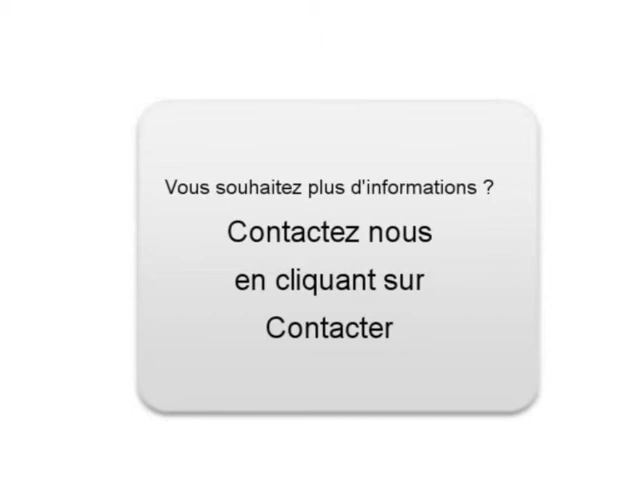 Vous souhaitez plus d'informations ?
Contactez nous
en cliquant sur
Contacter